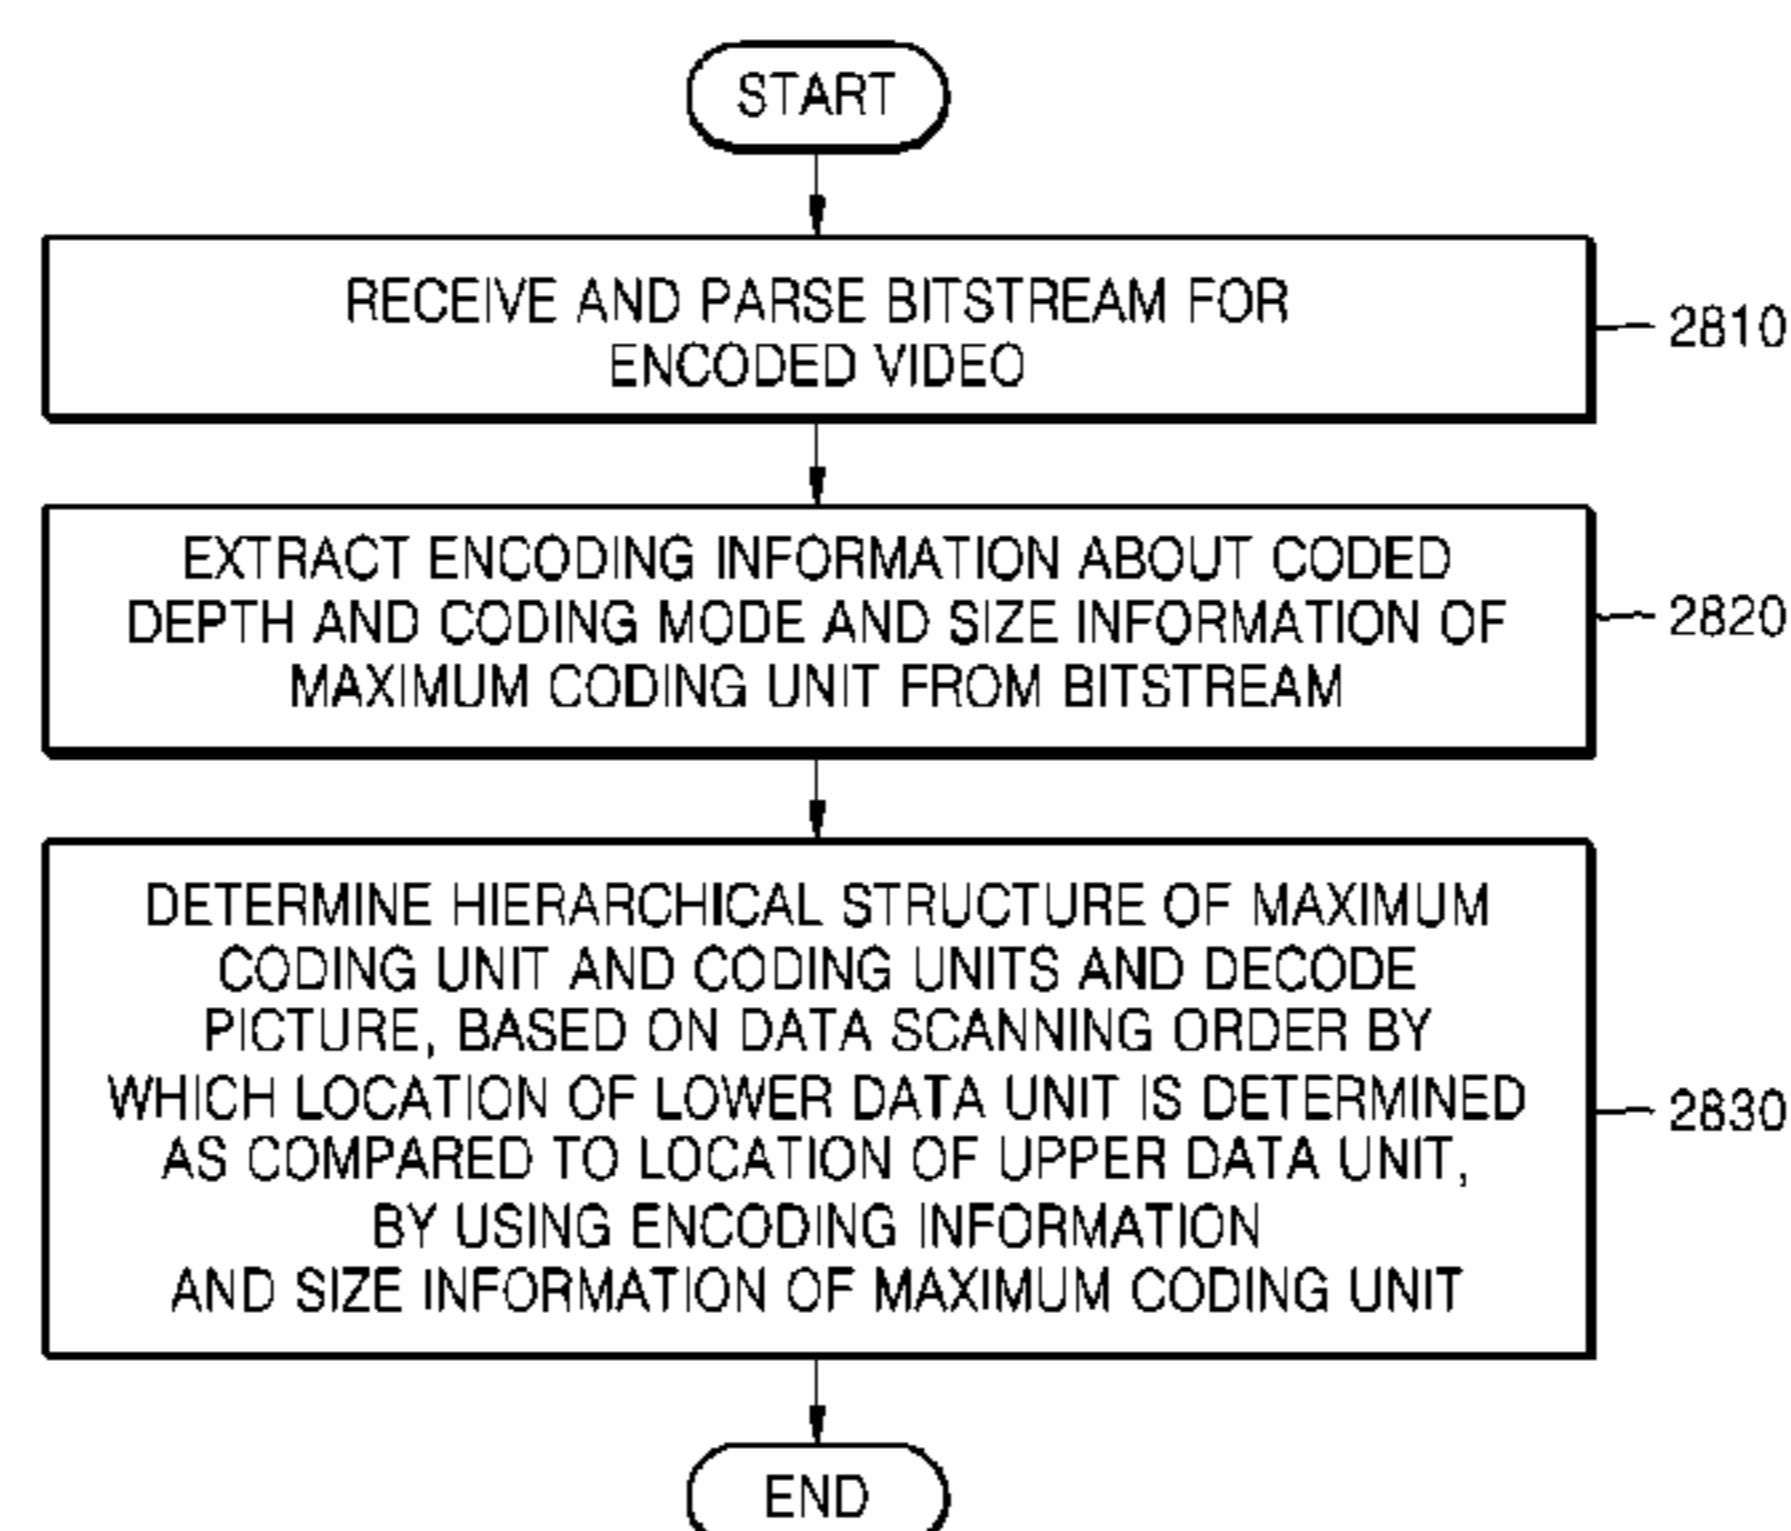 START
RECEIVE AND PARSE BITSTREAM FOR
ENCODED VIDEO
2810
EXTRACT ENCODING INFORMATION ABOUT CODED
DEPTH AND CODING MODE AND SIZE INFORMATION OF
MAXIMUM CODING UNIT FROM BITSTREAM
2820
DETERMINE HIERARCHICAL STRUCTURE OF MAXIMUM
CODING UNIT AND CODING UNITS AND DECODE
PICTURE, BASED ON DATA SCANNING ORDER BY
WHICH LOCATION OF LOWER DATA UNIT IS DETERMINED
AS COMPARED TO LOCATION OF UPPER DATA UNIT,
BY USING ENCODING INFORMATION
AND SIZE INFORMATION OF MAXIMUM CODING UNIT
2830
END